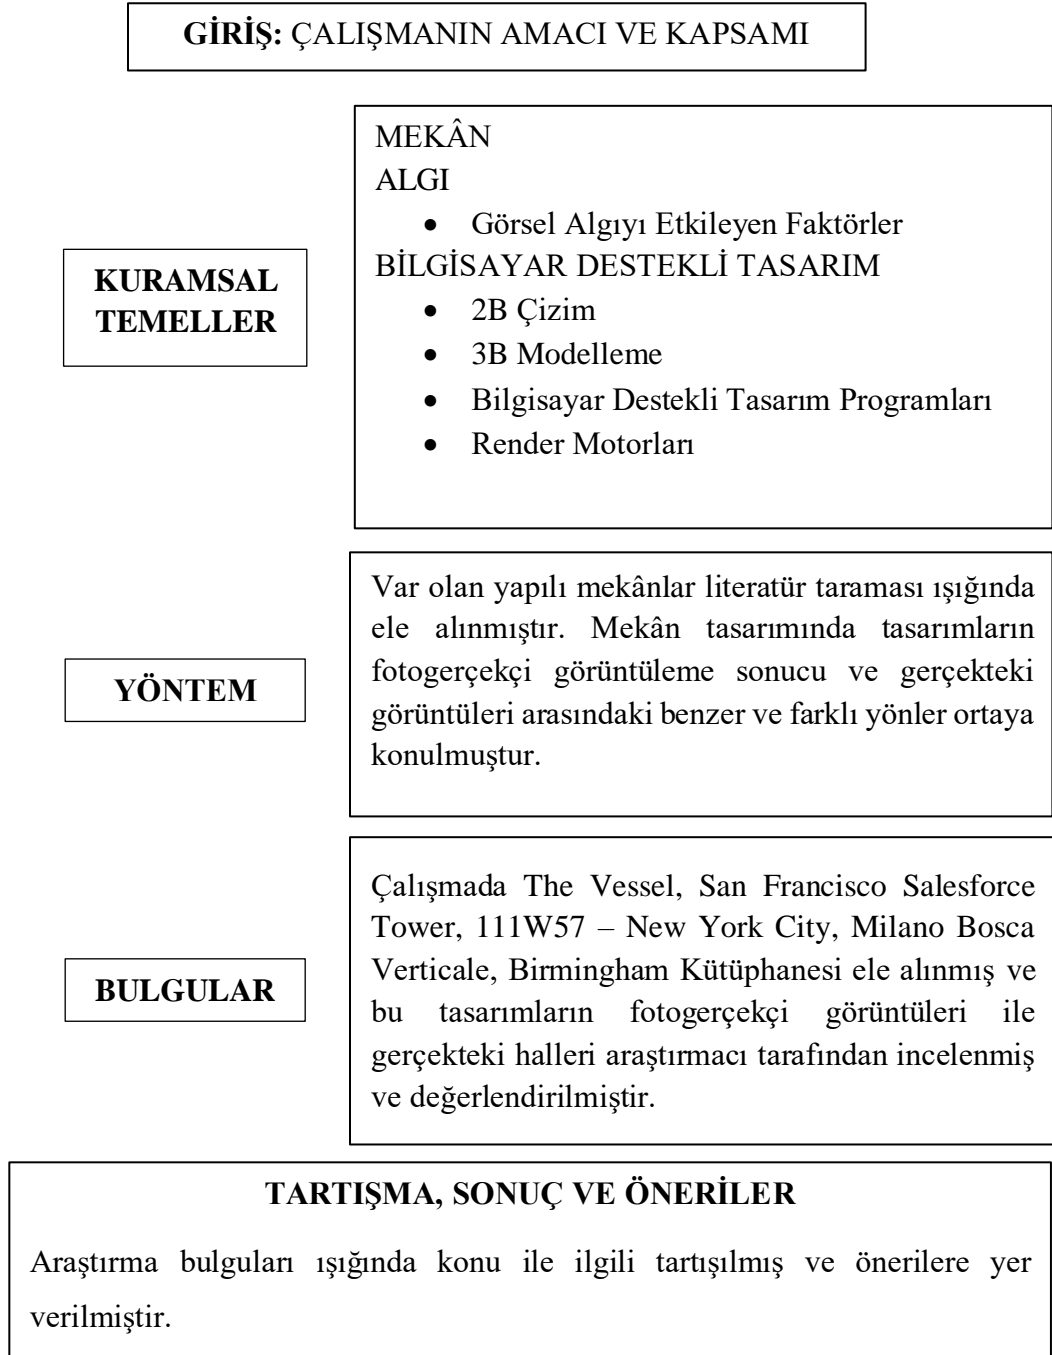 GİRİŞ: ÇALIŞMANIN AMACI VE KAPSAMI
KURAMSAL
TEMELLER
MEKÂN
ALGI
• Görsel Algıyı Etkileyen Faktörler
BİLGİSAYAR DESTEKLİ TASARIM
• 2B Çizim
• 3B Modelleme
• Bilgisayar Destekli Tasarım Programları
• Render Motorları
YÖNTEM
Var olan yapılı mekânlar literatür taraması ışığında
ele alınmıştır. Mekân tasarımında tasarımların
fotogerçekçi görüntüleme sonucu ve gerçekteki
görüntüleri arasındaki benzer ve farklı yönler ortaya
konulmuştur.
BULGULAR
Çalışmada The Vessel, San Francisco Salesforce
Tower, 111W57 – New York City, Milano Bosca
Verticale, Birmingham Kütüphanesi ele alınmış ve
bu tasarımların fotogerçekçi görüntüleri ile
gerçekteki halleri araştırmacı tarafından incelenmiş
ve değerlendirilmiştir.
TARTIŞMA, SONUÇ VE ÖNERİLER
Araştırma bulguları ışığında konu ile ilgili tartışılmış ve önerilere yer
verilmiştir.